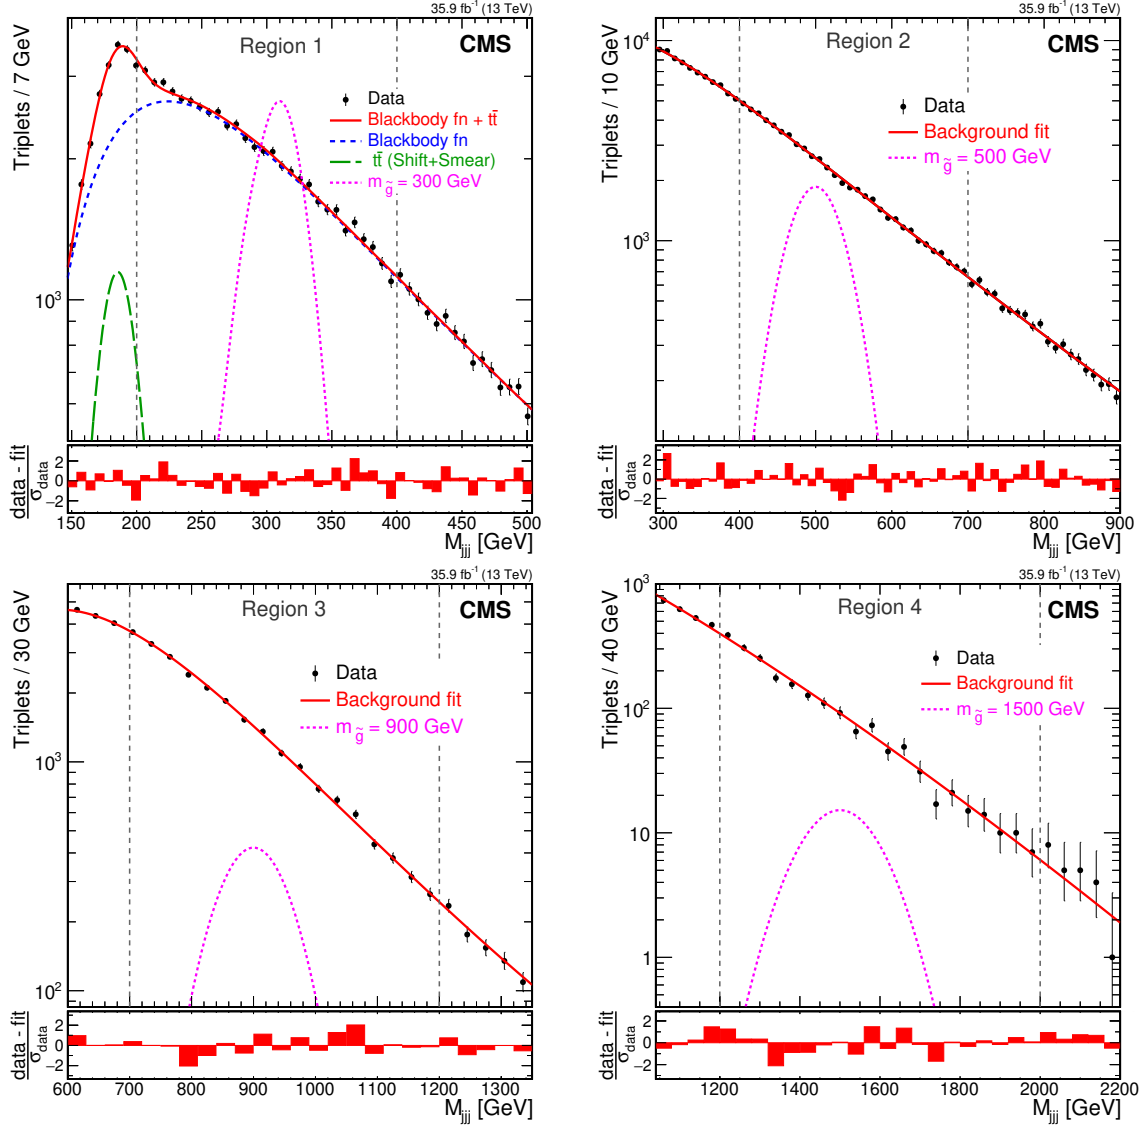 35.9 fb⁻¹ (13 TeV)
Region 1
CMS
Triplets / 7 GeV
10³
Data
Blackbody fn + tt̄
Blackbody fn
tt̄ (Shift+Smear)
m_g̃ = 300 GeV
data - fit
σ_data
2
0
−2
150 200 250 300 350 400 450 500
M_jjj [GeV]
35.9 fb⁻¹ (13 TeV)
Region 2
CMS
Triplets / 10 GeV
10⁴
10³
Data
Background fit
m_g̃ = 500 GeV
data - fit
σ_data
2
0
−2
300 400 500 600 700 800 900
M_jjj [GeV]
35.9 fb⁻¹ (13 TeV)
Region 3
CMS
Triplets / 30 GeV
10³
10²
Data
Background fit
m_g̃ = 900 GeV
data - fit
σ_data
2
0
−2
600 700 800 900 1000 1100 1200 1300
M_jjj [GeV]
35.9 fb⁻¹ (13 TeV)
Region 4
CMS
Triplets / 40 GeV
10³
10²
10
1
Data
Background fit
m_g̃ = 1500 GeV
data - fit
σ_data
2
0
−2
1200 1400 1600 1800 2000 2200
M_jjj [GeV]